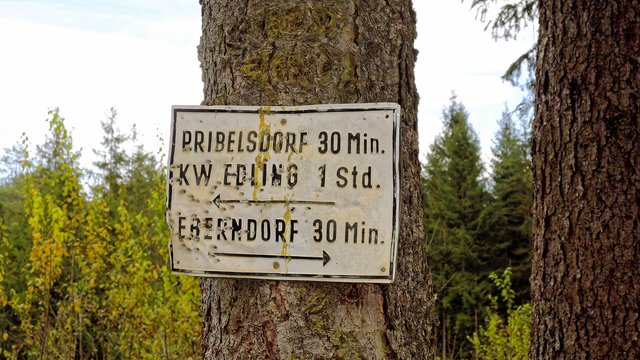 PRIBELSDORF 30 Min.
KW EDLING 1 Std.
EBERNDORF 30 Min.